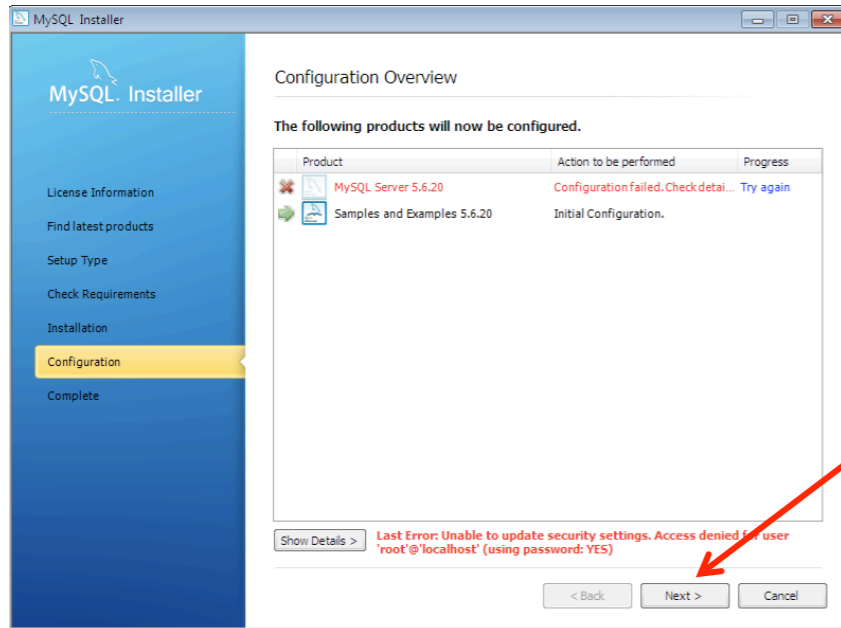 MySQL Installer
MySQL. Installer
Configuration Overview
The following products will now be configured.
Product Action to be performed Progress
MySQL Server 5.6.20 Configuration failed. Check detai... Try again
Samples and Examples 5.6.20 Initial Configuration.
License Information
Find latest products
Setup Type
Check Requirements
Installation
Configuration
Complete
Show Details >
Last Error: Unable to update security settings. Access denied for user
'root'@'localhost' (using password: YES)
< Back Next > Cancel